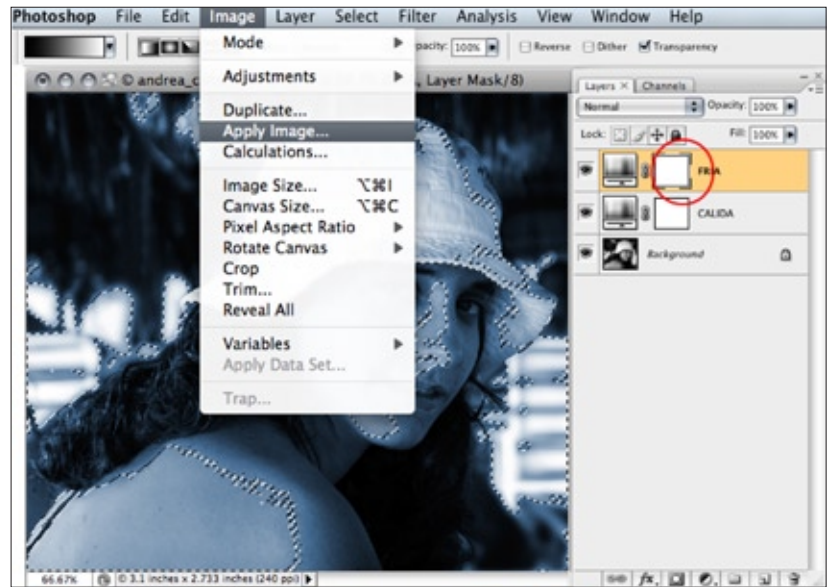 Photoshop File Edit Image Layer Select Filter Analysis View Window Help
pacity: 100% Reverse Dither Transparency
© andrea_c
, Layer Mask/8)
Mode
Adjustments
Duplicate...
Apply Image...
Calculations...
Image Size... ⌥⌘I
Canvas Size... ⌥⌘C
Pixel Aspect Ratio
Rotate Canvas
Crop
Trim...
Reveal All
Variables
Apply Data Set...
Trap...
Layers × Channels
Normal Opacity: 100%
Lock: Fill: 100%
FRIA
CALIDA
Background
66.67% © 3.1 inches x 2.733 inches (240 ppi)